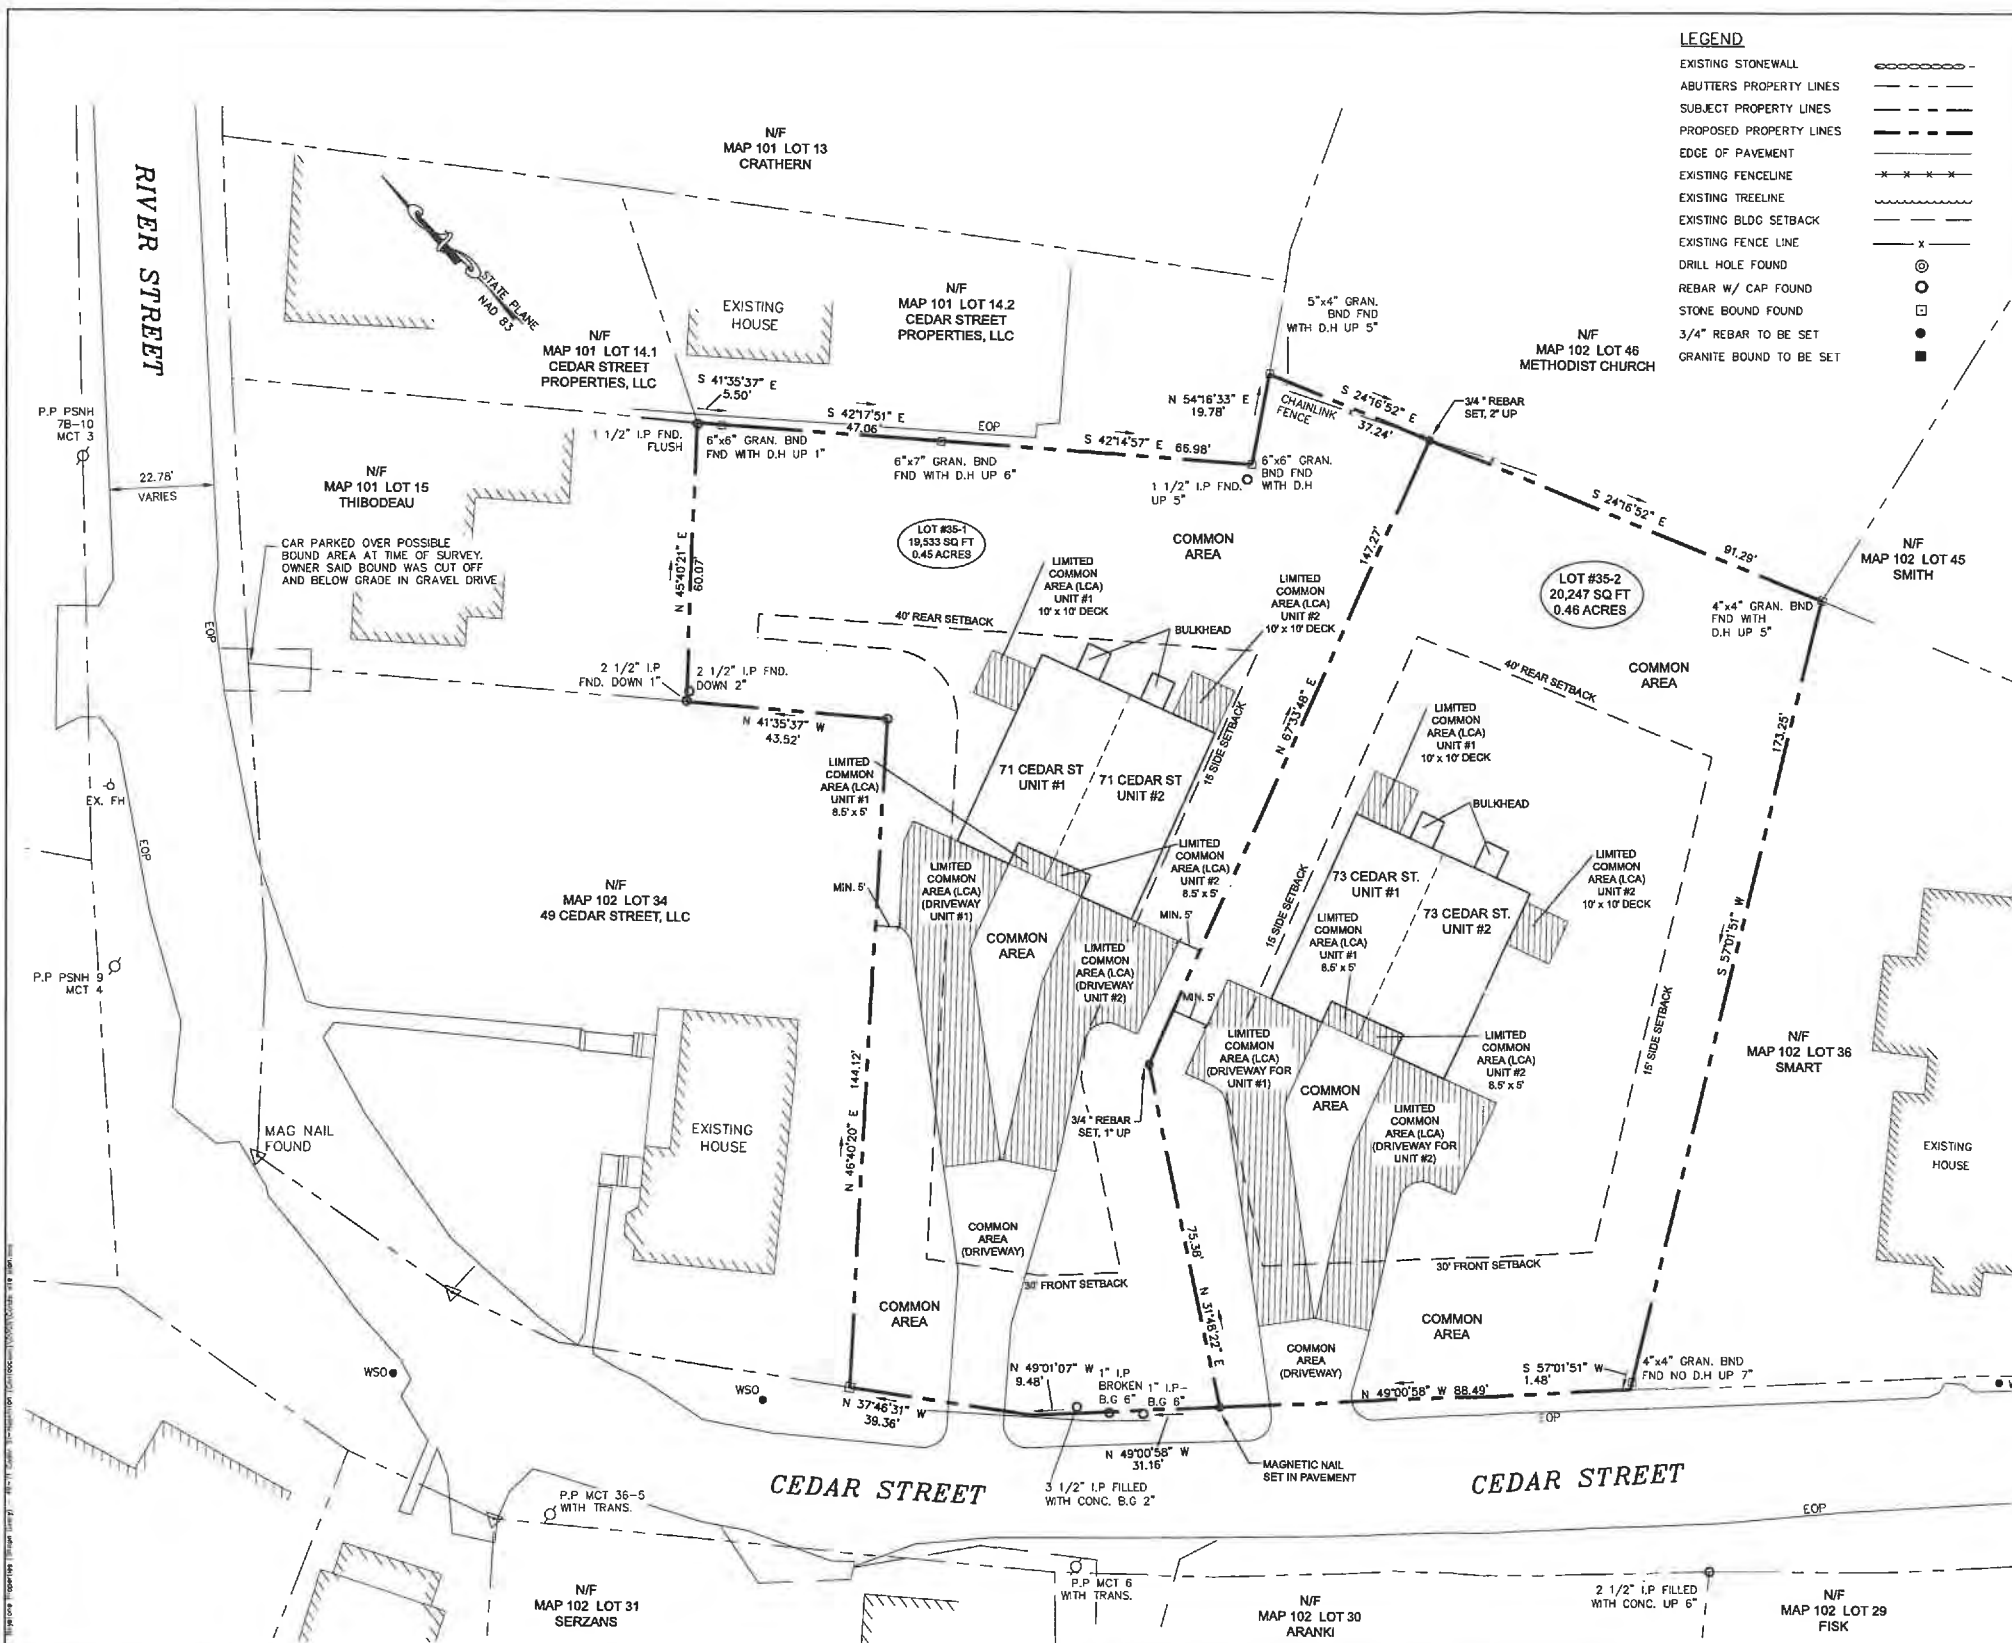 LEGEND
EXISTING STONEWALL
ABUTTERS PROPERTY LINES
SUBJECT PROPERTY LINES
PROPOSED PROPERTY LINES
EDGE OF PAVEMENT
EXISTING FENCELINE
EXISTING TREELINE
EXISTING BLDG SETBACK
EXISTING FENCE LINE
DRILL HOLE FOUND
REBAR W/ CAP FOUND
STONE BOUND FOUND
3/4" REBAR TO BE SET
GRANITE BOUND TO BE SET
RIVER STREET
N/F
MAP 101 LOT 13
CRATHERN
STATE PLANE
NAD 83
EXISTING
HOUSE
N/F
MAP 101 LOT 14.2
CEDAR STREET
PROPERTIES, LLC
N/F
MAP 101 LOT 14.1
CEDAR STREET
PROPERTIES, LLC
5"x4" GRAN.
BND FND
WITH D.H UP 5"
N/F
MAP 102 LOT 46
METHODIST CHURCH
S 41°35'37" E
5.50'
S 42°17'51" E
47.06'
EOP
N 54°16'33" E
19.78'
CHAINLINK
FENCE
S 24°16'52" E
37.24'
3/4" REBAR
SET, 2" UP
P.P PSNH
7B-10
MCT 3
1 1/2" I.P FND.
FLUSH
6"x6" GRAN. BND
FND WITH D.H UP 1"
6"x7" GRAN. BND
FND WITH D.H UP 6"
S 42°14'57" E 65.98'
1 1/2" I.P FND.
UP 5"
6"x6" GRAN.
BND FND
WITH D.H
22.78'
VARIES
N/F
MAP 101 LOT 15
THIBODEAU
LOT #35-1
19,533 SQ FT
0.45 ACRES
COMMON
AREA
S 24°16'52" E
91.29'
N/F
MAP 102 LOT 45
SMITH
CAR PARKED OVER POSSIBLE
BOUND AREA AT TIME OF SURVEY.
OWNER SAID BOUND WAS CUT OFF
AND BELOW GRADE IN GRAVEL DRIVE
N 45°40'21" E
60.07'
LIMITED
COMMON
AREA (LCA)
UNIT #1
10' x 10' DECK
LIMITED
COMMON
AREA (LCA)
UNIT #2
10' x 10' DECK
147.27'
N 67°33'48" E
LOT #35-2
20,247 SQ FT
0.46 ACRES
4"x4" GRAN. BND
FND WITH
D.H UP 5"
EOP
40' REAR SETBACK
BULKHEAD
COMMON
AREA
40' REAR SETBACK
2 1/2" I.P
FND. DOWN 1"
2 1/2" I.P FND.
DOWN 2"
N 41°35'37" W
43.52'
15 SIDE SETBACK
LIMITED
COMMON
AREA (LCA)
UNIT #1
10' x 10' DECK
173.25'
S 57°01'51" W
LIMITED
COMMON
AREA (LCA)
UNIT #1
8.5' x 5'
71 CEDAR ST
UNIT #1
71 CEDAR ST
UNIT #2
EX. FH
EOP
BULKHEAD
LIMITED
COMMON
AREA (LCA)
UNIT #2
8.5' x 5'
LIMITED
COMMON
AREA (LCA)
UNIT #2
10' x 10' DECK
N/F
MAP 102 LOT 34
49 CEDAR STREET, LLC
MIN. 5'
LIMITED
COMMON
AREA (LCA)
(DRIVEWAY
UNIT #1)
COMMON
AREA
LIMITED
COMMON
AREA (LCA)
(DRIVEWAY
UNIT #2)
MIN. 5'
MIN. 5'
15 SIDE SETBACK
73 CEDAR ST.
UNIT #1
73 CEDAR ST.
UNIT #2
LIMITED
COMMON
AREA (LCA)
UNIT #1
8.5' x 5'
P.P PSNH 9
MCT 4
15' SIDE SETBACK
N/F
MAP 102 LOT 36
SMART
LIMITED
COMMON
AREA (LCA)
(DRIVEWAY FOR
UNIT #1)
COMMON
AREA
LIMITED
COMMON
AREA (LCA)
UNIT #2
8.5' x 5'
LIMITED
COMMON
AREA (LCA)
(DRIVEWAY FOR
UNIT #2)
N 46°40'20" E 144.12'
MAG NAIL
FOUND
EXISTING
HOUSE
3/4" REBAR
SET, 1" UP
EXISTING
HOUSE
COMMON
AREA
(DRIVEWAY)
75.38'
N 31°48'22" E
30' FRONT SETBACK
30' FRONT SETBACK
COMMON
AREA
COMMON
AREA
(DRIVEWAY)
COMMON
AREA
WSO
WSO
N 37°46'31" W
39.36'
N 49°01'07" W
9.48'
1" I.P
BROKEN
B.G 6"
1" I.P
B.G 6"
N 49°00'58" W
31.16'
N 49°00'58" W 88.49'
S 57°01'51" W
1.48'
4"x4" GRAN. BND
FND NO D.H UP 7"
EOP
MAGNETIC NAIL
SET IN PAVEMENT
3 1/2" I.P FILLED
WITH CONC. B.G 2"
CEDAR STREET
CEDAR STREET
EOP
P.P MCT 36-5
WITH TRANS.
P.P MCT 6
WITH TRANS.
N/F
MAP 102 LOT 31
SERZANS
N/F
MAP 102 LOT 30
ARANKI
2 1/2" I.P FILLED
WITH CONC. UP 6"
N/F
MAP 102 LOT 29
FISK